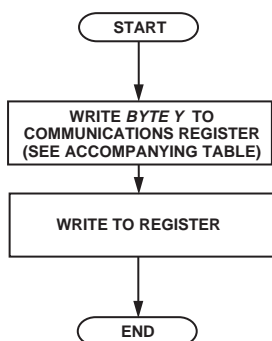 START
WRITE BYTE Y TO
COMMUNICATIONS REGISTER
(SEE ACCOMPANYING TABLE)
WRITE TO REGISTER
END